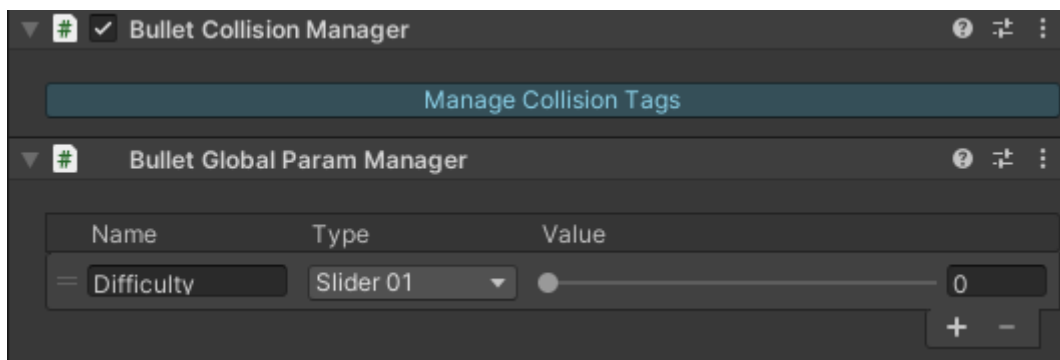 # Bullet Collision Manager
Manage Collision Tags
# Bullet Global Param Manager
Name Type Value
Difficulty Slider 01 0